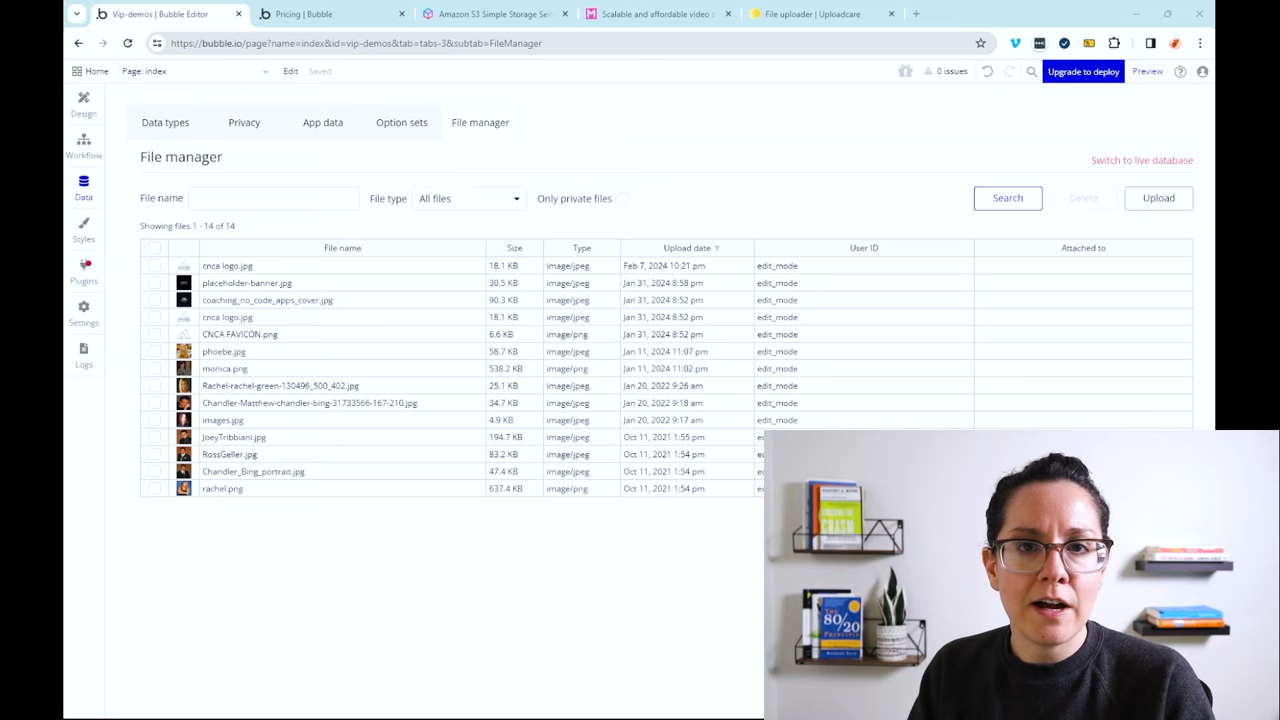 Vip-demos | Bubble Editor
Pricing | Bubble
Amazon S3 Simple Storage Ser
Scalable and affordable video s
File uploader | Uploadcare
https://bubble.io/page?name=index&id=vip-demos&tab=tabs-3&subtab=FileManager
Home Page: index Edit Saved 0 issues Upgrade to deploy Preview
Design
Workflow
Data
Styles
Plugins
Settings
Logs
Data types Privacy App data Option sets File manager
File manager
Switch to live database
File name File type All files Only private files Search Delete Upload
Showing files 1 - 14 of 14
File name Size Type Upload date User ID Attached to
cnca logo.jpg 18.1 KB image/jpeg Feb 7, 2024 10:21 pm edit_mode
placeholder-banner.jpg 30.5 KB image/jpeg Jan 31, 2024 8:58 pm edit_mode
coaching_no_code_apps_cover.jpg 90.3 KB image/jpeg Jan 31, 2024 8:52 pm edit_mode
cnca logo.jpg 18.1 KB image/jpeg Jan 31, 2024 8:52 pm edit_mode
CNCA FAVICON.png 6.6 KB image/png Jan 31, 2024 8:52 pm edit_mode
phoebe.jpg 58.7 KB image/jpeg Jan 11, 2024 11:07 pm edit_mode
monica.png 538.2 KB image/png Jan 11, 2024 11:02 pm edit_mode
Rachel-rachel-green-130496_500_402.jpg 25.1 KB image/jpeg Jan 20, 2022 9:26 am edit_mode
Chandler-Matthew-chandler-bing-31733566-167-210.jpg 34.7 KB image/jpeg Jan 20, 2022 9:18 am edit_mode
images.jpg 4.9 KB image/jpeg Jan 20, 2022 9:17 am edit_mode
JoeyTribbiani.jpg 194.7 KB image/jpeg Oct 11, 2021 1:55 pm
RossGeller.jpg 83.2 KB image/jpeg Oct 11, 2021 1:54 pm
Chandler_Bing_portrait.jpg 47.4 KB image/jpeg Oct 11, 2021 1:54 pm
rachel.png 637.4 KB image/png Oct 11, 2021 1:54 pm
CRASH
THE
80/20
PRINCIPLE